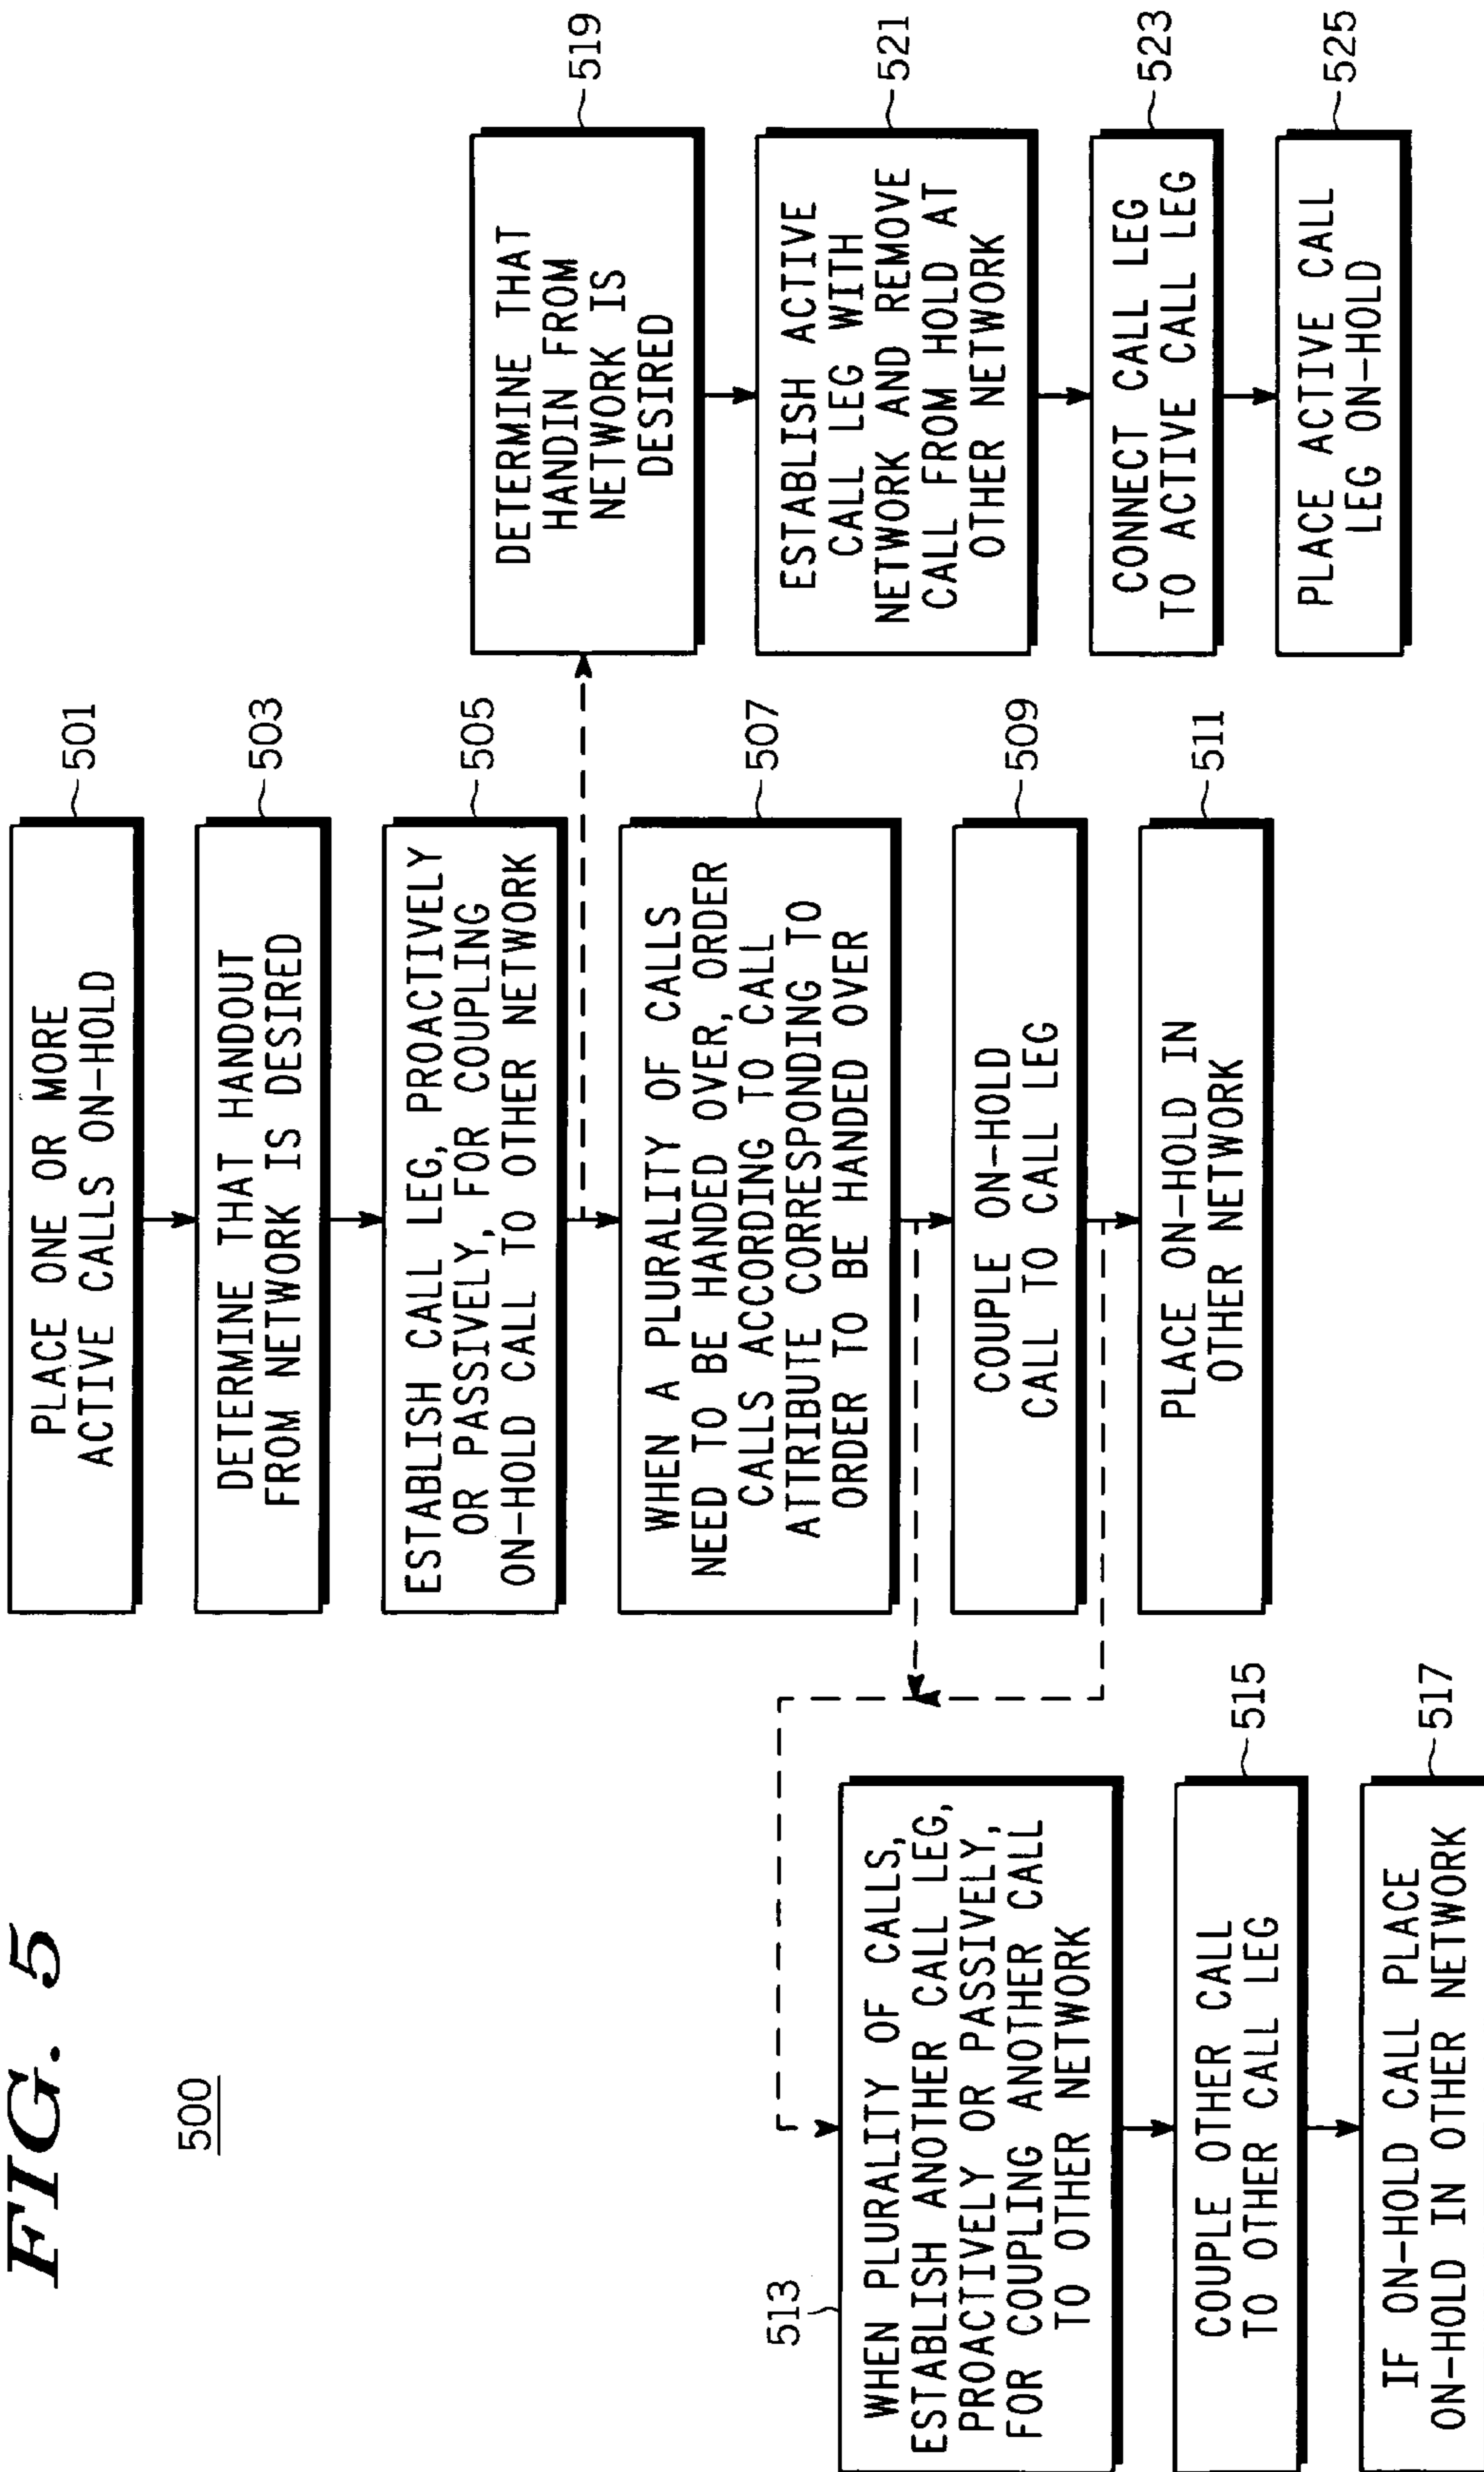 FIG. 5
500
PLACE ONE OR MORE
ACTIVE CALLS ON-HOLD
501
DETERMINE THAT HANDOUT
FROM NETWORK IS DESIRED
503
ESTABLISH CALL LEG, PROACTIVELY
OR PASSIVELY, FOR COUPLING
ON-HOLD CALL TO OTHER NETWORK
505
WHEN A PLURALITY OF CALLS
NEED TO BE HANDED OVER, ORDER
CALLS ACCORDING TO CALL
ATTRIBUTE CORRESPONDING TO
ORDER TO BE HANDED OVER
507
COUPLE ON-HOLD
CALL TO CALL LEG
509
PLACE ON-HOLD IN
OTHER NETWORK
511
513
WHEN PLURALITY OF CALLS,
ESTABLISH ANOTHER CALL LEG,
PROACTIVELY OR PASSIVELY,
FOR COUPLING ANOTHER CALL
TO OTHER NETWORK
COUPLE OTHER CALL
TO OTHER CALL LEG
515
IF ON-HOLD CALL PLACE
ON-HOLD IN OTHER NETWORK
517
DETERMINE THAT
HANDIN FROM
NETWORK IS
DESIRED
519
ESTABLISH ACTIVE
CALL LEG WITH
NETWORK AND REMOVE
CALL FROM HOLD AT
OTHER NETWORK
521
CONNECT CALL LEG
TO ACTIVE CALL LEG
523
PLACE ACTIVE CALL
LEG ON-HOLD
525